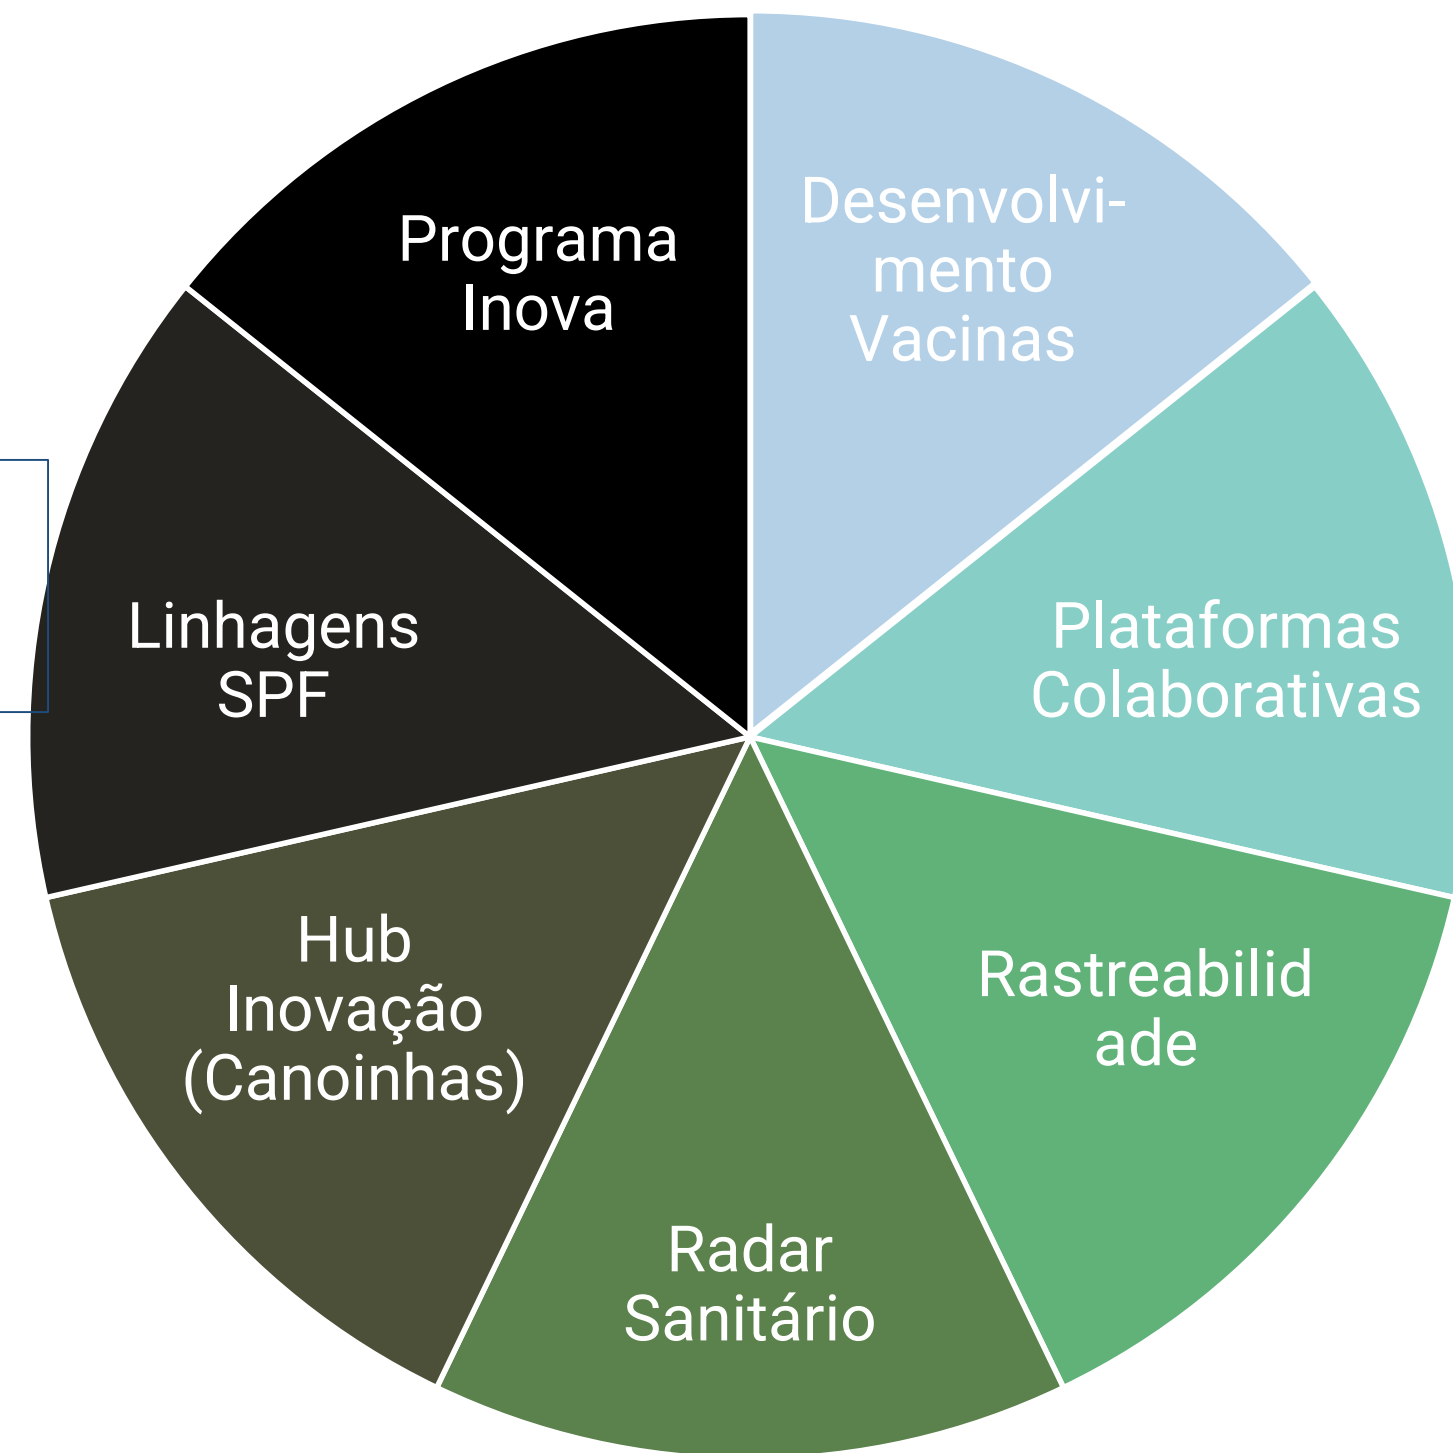 Programa
Inova
Desenvolvi-
mento
Vacinas
Plataformas
Colaborativas
Rastreabilid
ade
Radar
Sanitário
Hub
Inovação
(Canoinhas)
Linhagens
SPF